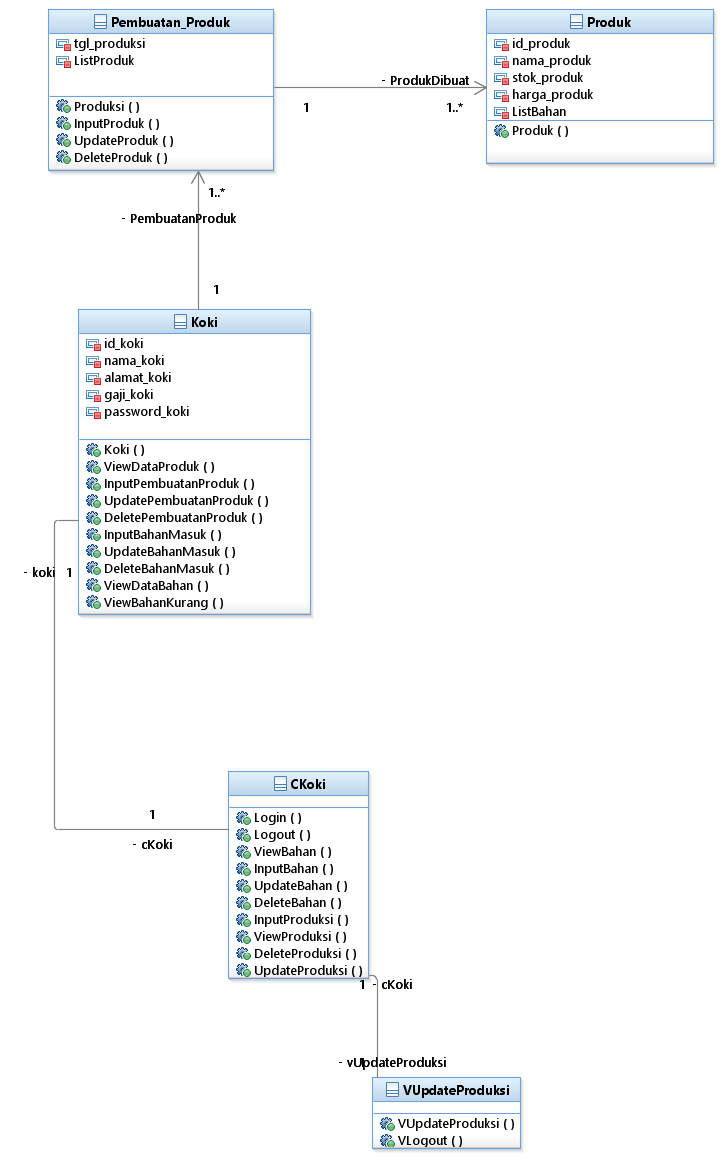 Pembuatan_Produk
tgl_produksi
ListProduk
Produksi ( )
InputProduk ( )
UpdateProduk ( )
DeleteProduk ( )
- ProdukDibuat
1
1..*
Produk
id_produk
nama_produk
stok_produk
harga_produk
ListBahan
Produk ( )
1..*
- PembuatanProduk
1
Koki
id_koki
nama_koki
alamat_koki
gaji_koki
password_koki
Koki ( )
ViewDataProduk ( )
InputPembuatanProduk ( )
UpdatePembuatanProduk ( )
DeletePembuatanProduk ( )
InputBahanMasuk ( )
UpdateBahanMasuk ( )
DeleteBahanMasuk ( )
ViewDataBahan ( )
ViewBahanKurang ( )
- koki
1
1
- cKoki
CKoki
Login ( )
Logout ( )
ViewBahan ( )
InputBahan ( )
UpdateBahan ( )
DeleteBahan ( )
InputProduksi ( )
ViewProduksi ( )
DeleteProduksi ( )
UpdateProduksi ( )
1
- cKoki
- vUpdateProduksi
1
VUpdateProduksi
VUpdateProduksi ( )
VLogout ( )